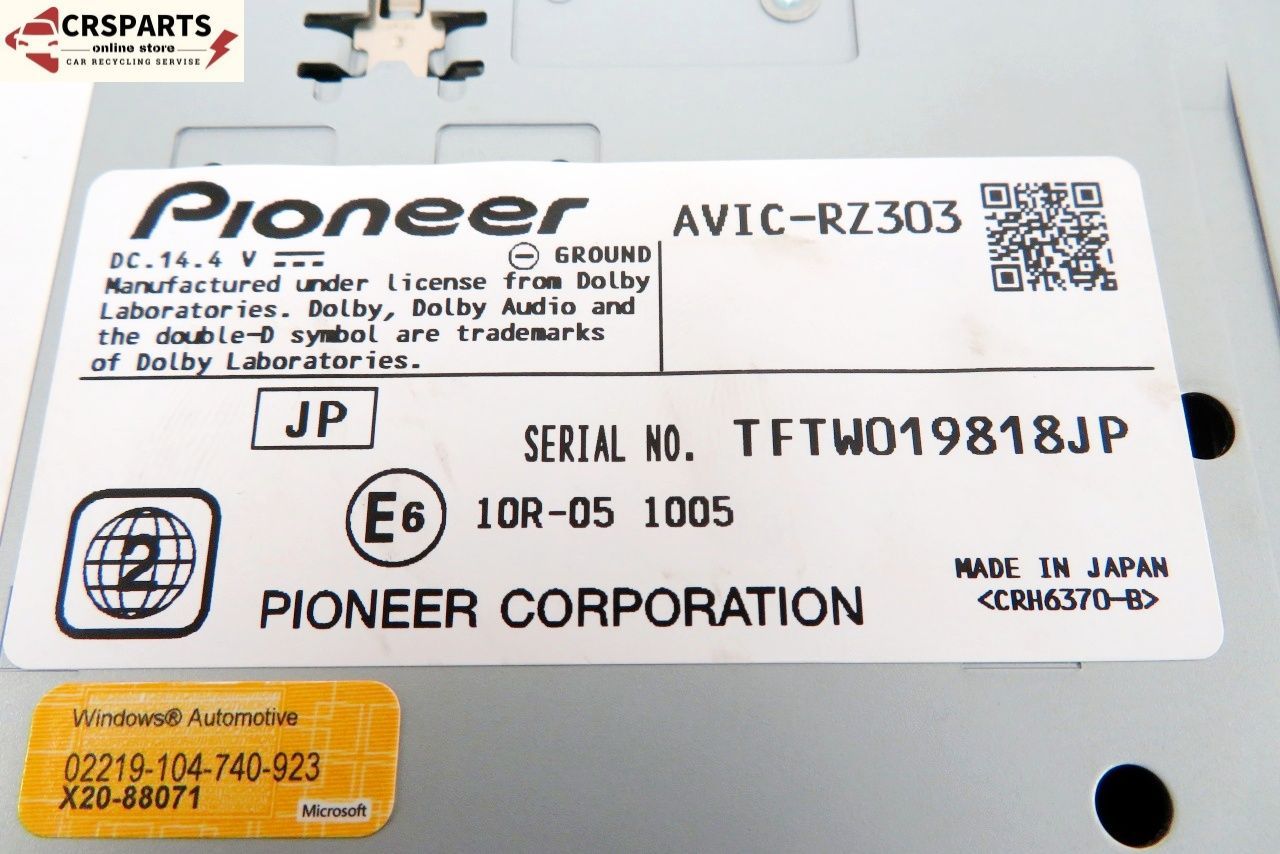 CRSPARTS
online store
CAR RECYCLING SERVISE
Pioneer
AVIC-RZ303
DC.14.4 V
GROUND
Manufactured under license from Dolby
Laboratories. Dolby, Dolby Audio and
the double-D symbol are trademarks
of Dolby Laboratories.
JP
SERIAL NO. TFTW019818JP
E6 10R-05 1005
2
PIONEER CORPORATION
MADE IN JAPAN
<CRH6370-B>
Windows® Automotive
02219-104-740-923
X20-88071
Microsoft